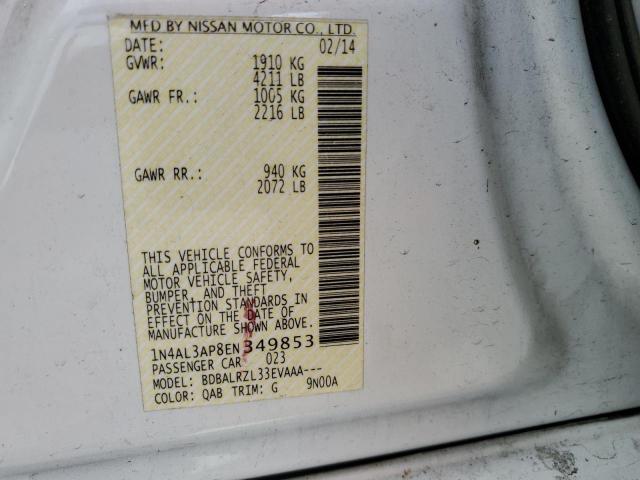 MFD BY NISSAN MOTOR CO., LTD.
DATE: 02/14
GVWR: 1910 KG
4211 LB
GAWR FR.: 1005 KG
2216 LB
GAWR RR.: 940 KG
2072 LB
THIS VEHICLE CONFORMS TO
ALL APPLICABLE FEDERAL
MOTOR VEHICLE SAFETY,
BUMPER, AND THEFT
PREVENTION STANDARDS IN
EFFECT ON THE DATE OF
MANUFACTURE SHOWN ABOVE.
1N4AL3AP8EN349853
PASSENGER CAR 023
MODEL: BDBALRZL33EVAAA---
COLOR: QAB TRIM: G 9N00A